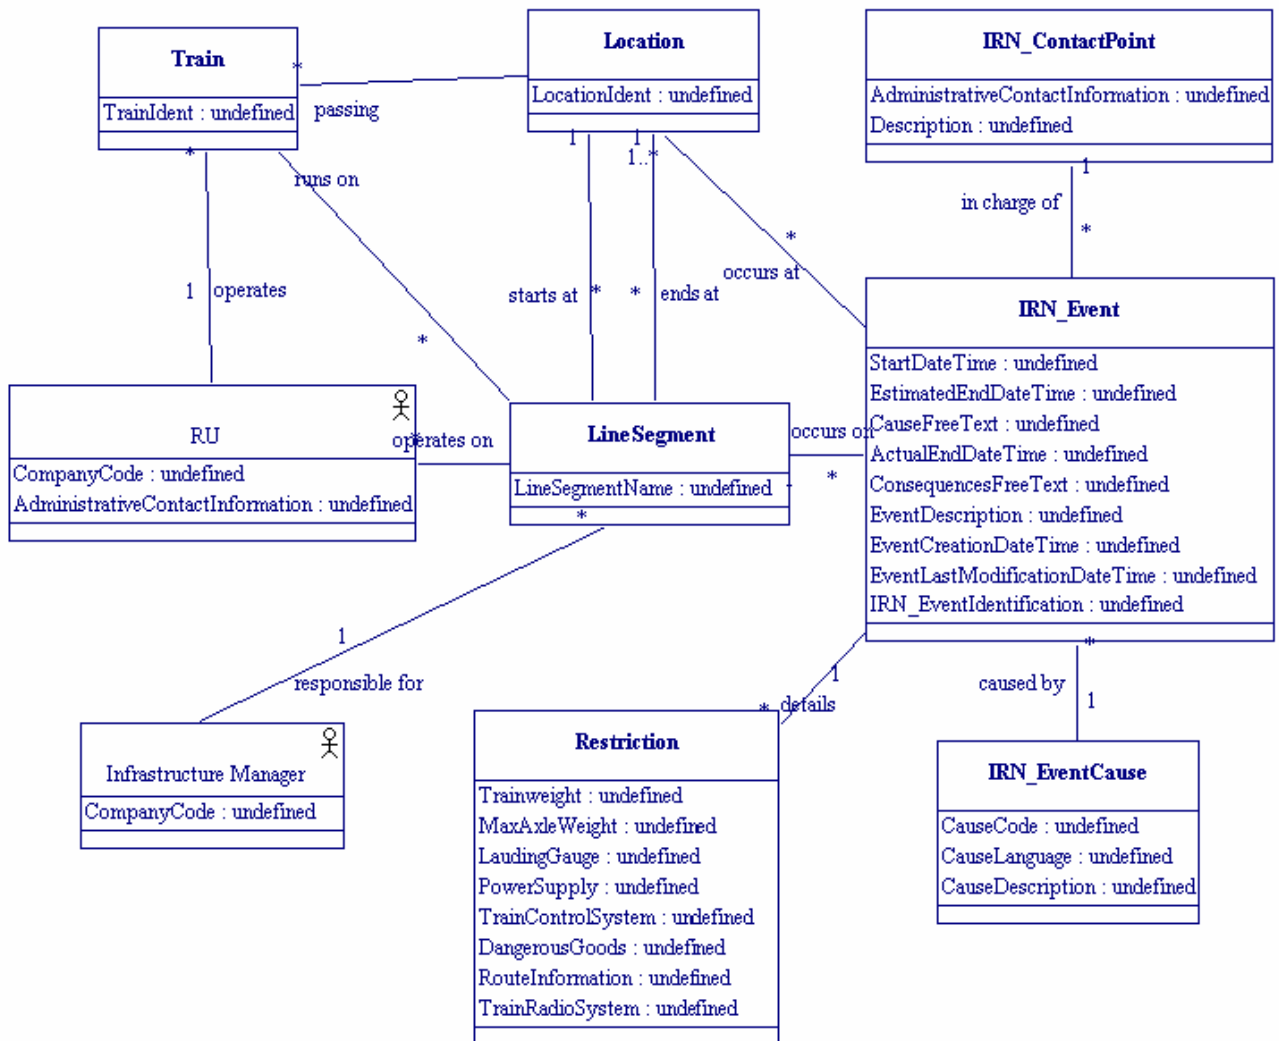 Train
TrainIdent : undefined
*
passing
Location
LocationIdent : undefined
IRN_ContactPoint
AdministrativeContactInformation : undefined
Description : undefined
*
runs on
1
1
1..*
1
in charge of
*
*
occurs at
1
operates
starts at
*
*
ends at
*
IRN_Event
StartDateTime : undefined
EstimatedEndDateTime : undefined
CauseFreeText : undefined
ActualEndDateTime : undefined
ConsequencesFreeText : undefined
EventDescription : undefined
EventCreationDateTime : undefined
EventLastModificationDateTime : undefined
IRN_EventIdentification : undefined
RU
CompanyCode : undefined
AdministrativeContactInformation : undefined
*
operates on
LineSegment
LineSegmentName : undefined
*
occurs on
*
1
responsible for
1
*
details
*
caused by
1
Infrastructure Manager
CompanyCode : undefined
Restriction
Trainweight : undefined
MaxAxleWeight : undefined
LaudingGauge : undefined
PowerSupply : undefined
TrainControlSystem : undefined
DangerousGoods : undefined
RouteInformation : undefined
TrainRadioSystem : undefined
IRN_EventCause
CauseCode : undefined
CauseLanguage : undefined
CauseDescription : undefined